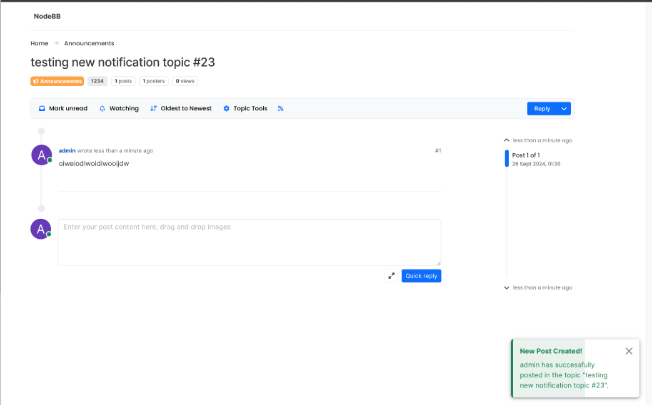 NodeBB
Home → Announcements
testing new notification topic #23
Announcements 1234 1 posts 1 posters 0 views
Mark unread Watching Oldest to Newest Topic Tools Reply
less than a minute ago
A admin wrote less than a minute ago #1
oiweiodiwoidiwooijdw
Post 1 of 1
26 Sept 2024, 01:30
A Enter your post content here, drag and drop images
Quick reply
less than a minute ago
New Post Created!
admin has successfully
posted in the topic "testing
new notification topic #23".